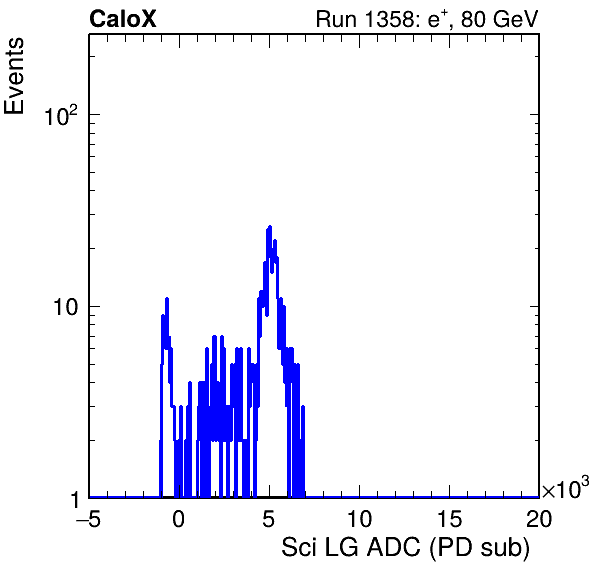 CaloX Run 1358: e⁺, 80 GeV
Events
10²
10
1
−5 0 5 10 15 20 ×10³
Sci LG ADC (PD sub)